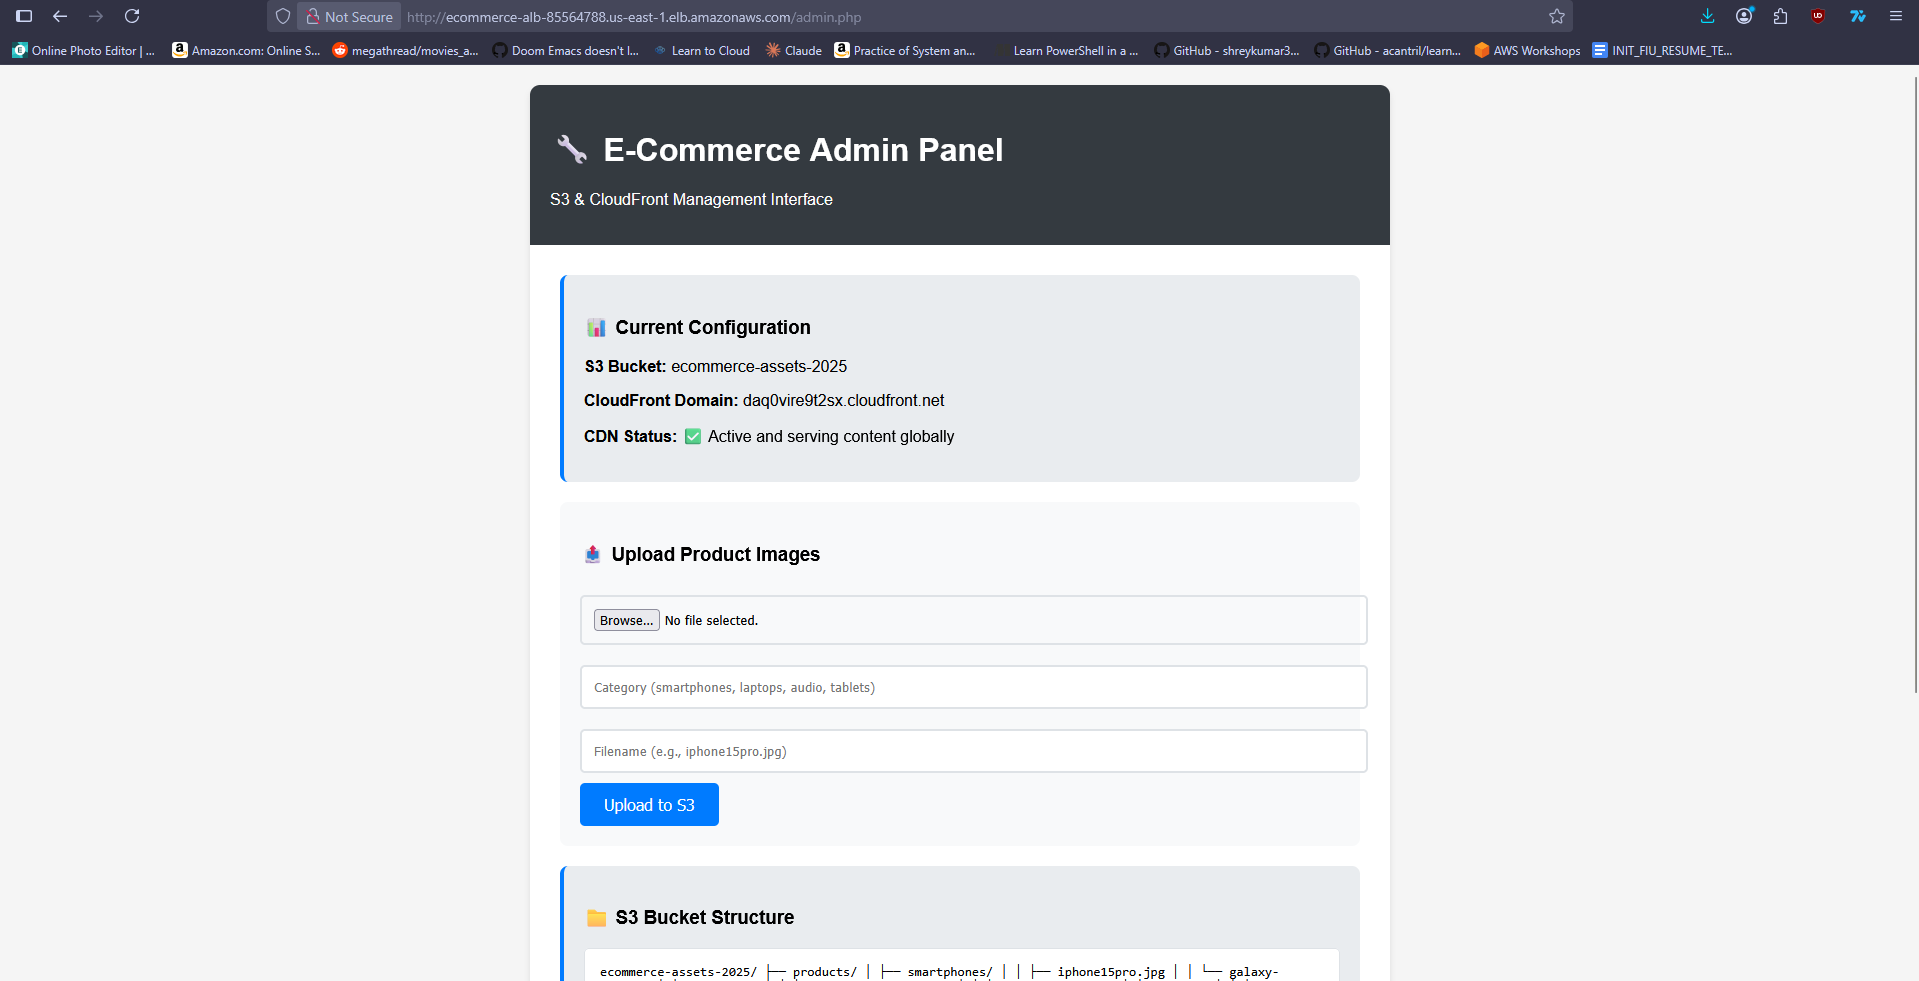 Not Secure http://ecommerce-alb-85564788.us-east-1.elb.amazonaws.com/admin.php
Online Photo Editor | ... Amazon.com: Online S... megathread/movies_a... Doom Emacs doesn't l... Learn to Cloud Claude Practice of System an... Learn PowerShell in a ... GitHub - shreykumar3... GitHub - acantril/learn... AWS Workshops INIT_FIU_RESUME_TE...
E-Commerce Admin Panel
S3 & CloudFront Management Interface
Current Configuration
S3 Bucket: ecommerce-assets-2025
CloudFront Domain: daq0vire9t2sx.cloudfront.net
CDN Status: ✅ Active and serving content globally
Upload Product Images
Browse... No file selected.
Category (smartphones, laptops, audio, tablets)
Filename (e.g., iphone15pro.jpg)
Upload to S3
S3 Bucket Structure
ecommerce-assets-2025/ ├── products/ │ ├── smartphones/ │ │ ├── iphone15pro.jpg │ │ └── galaxy-